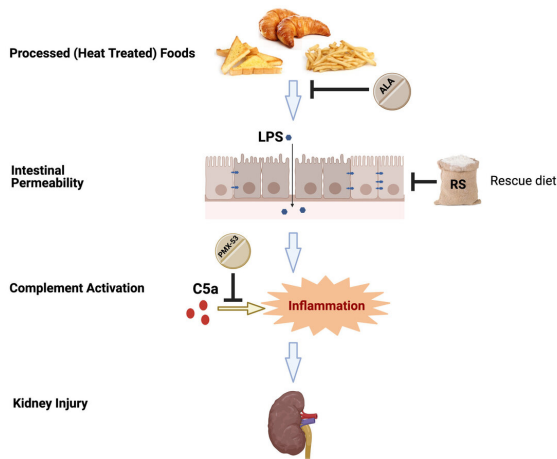 Processed (Heat Treated) Foods
ALA
LPS
Intestinal
Permeability
RS
Rescue diet
PMX-53
Complement Activation
C5a
Inflammation
Kidney Injury